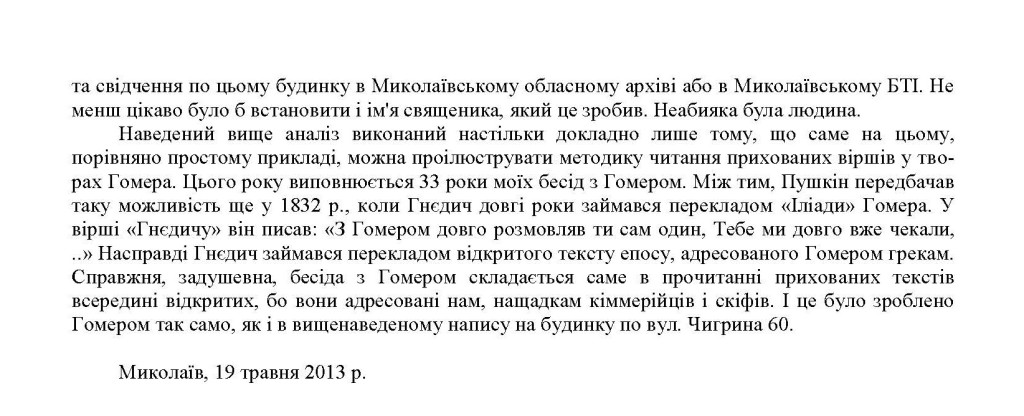 та свідчення по цьому будинку в Миколаївському обласному архіві або в Миколаївському БТІ. Не
менш цікаво було б встановити і ім'я священика, який це зробив. Неабияка була людина.
Наведений вище аналіз виконаний настільки докладно лише тому, що саме на цьому,
порівняно простому прикладі, можна проілюструвати методику читання прихованих віршів у тво-
рах Гомера. Цього року виповнюється 33 роки моїх бесід з Гомером. Між тим, Пушкін передбачав
таку можливість ще у 1832 р., коли Гнєдич довгі роки займався перекладом «Іліади» Гомера. У
вірші «Гнєдичу» він писав: «З Гомером довго розмовляв ти сам один, Тебе ми довго вже чекали,
..» Насправді Гнєдич займався перекладом відкритого тексту епосу, адресованого Гомером грекам.
Справжня, задушевна, бесіда з Гомером складається саме в прочитанні прихованих текстів
всередині відкритих, бо вони адресовані нам, нащадкам кіммерійців і скіфів. І це було зроблено
Гомером так само, як і в вищенаведеному напису на будинку по вул. Чигрина 60.
Миколаїв, 19 травня 2013 р.